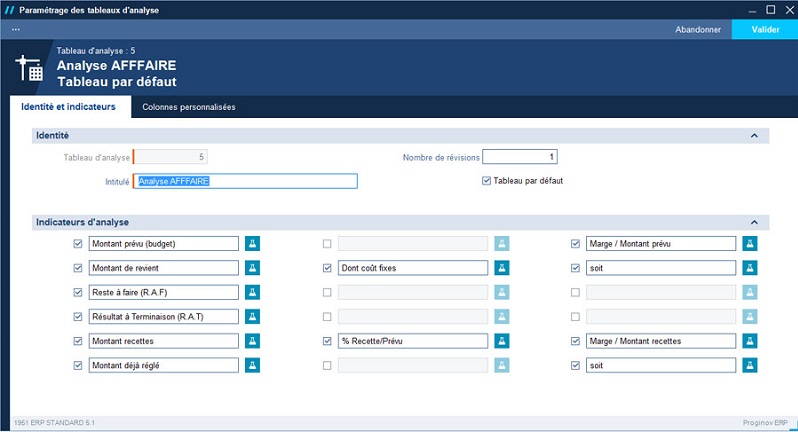 Paramétrage des tableaux d'analyse
... Abandonner Valider
Tableau d'analyse : 5
Analyse AFFFAIRE
Tableau par défaut
Identité et indicateurs Colonnes personnalisées
Identité
Tableau d'analyse 5 Nombre de révisions 1
Intitulé Analyse AFFFAIRE Tableau par défaut
Indicateurs d'analyse
Montant prévu (budget) Marge / Montant prévu
Montant de revient Dont coût fixes soit
Reste à faire (R.A.F)
Résultat à Terminaison (R.A.T)
Montant recettes % Recette/Prévu Marge / Montant recettes
Montant déjà réglé soit
1951 ERP STANDARD 5.1 Proginov ERP